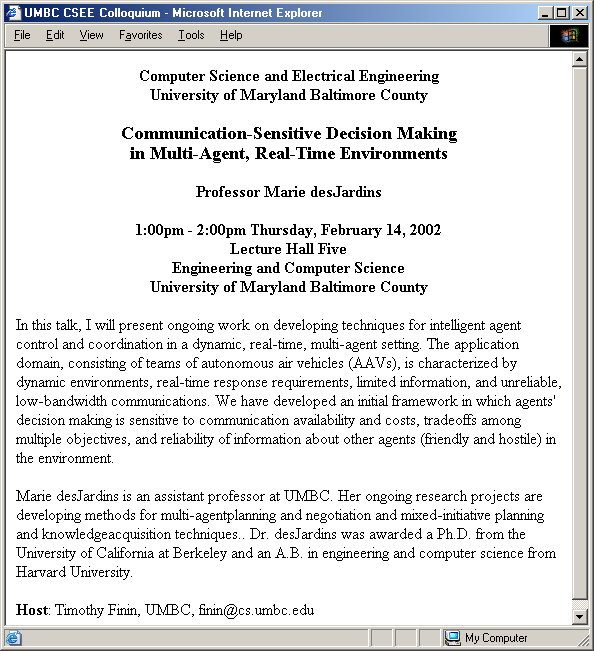 UMBC CSEE Colloquium - Microsoft Internet Explorer
File Edit View Favorites Tools Help
Computer Science and Electrical Engineering
University of Maryland Baltimore County
Communication-Sensitive Decision Making
in Multi-Agent, Real-Time Environments
Professor Marie desJardins
1:00pm - 2:00pm Thursday, February 14, 2002
Lecture Hall Five
Engineering and Computer Science
University of Maryland Baltimore County
In this talk, I will present ongoing work on developing techniques for intelligent agent
control and coordination in a dynamic, real-time, multi-agent setting. The application
domain, consisting of teams of autonomous air vehicles (AAVs), is characterized by
dynamic environments, real-time response requirements, limited information, and unreliable,
low-bandwidth communications. We have developed an initial framework in which agents'
decision making is sensitive to communication availability and costs, tradeoffs among
multiple objectives, and reliability of information about other agents (friendly and hostile) in
the environment.
Marie desJardins is an assistant professor at UMBC. Her ongoing research projects are
developing methods for multi-agentplanning and negotiation and mixed-initiative planning
and knowledgeacquisition techniques.. Dr. desJardins was awarded a Ph.D. from the
University of California at Berkeley and an A.B. in engineering and computer science from
Harvard University.
Host: Timothy Finin, UMBC, finin@cs.umbc.edu
My Computer